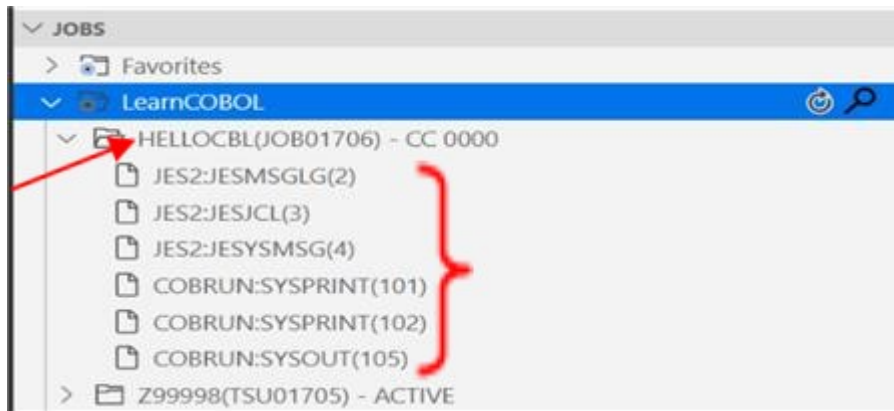 JOBS
Favorites
LearnCOBOL
HELLOCBL(JOB01706) - CC 0000
JES2:JESMSGLG(2)
JES2:JESJCL(3)
JES2:JESYSMSG(4)
COBRUN:SYSPRINT(101)
COBRUN:SYSPRINT(102)
COBRUN:SYSOUT(105)
Z99998(TSU01705) - ACTIVE